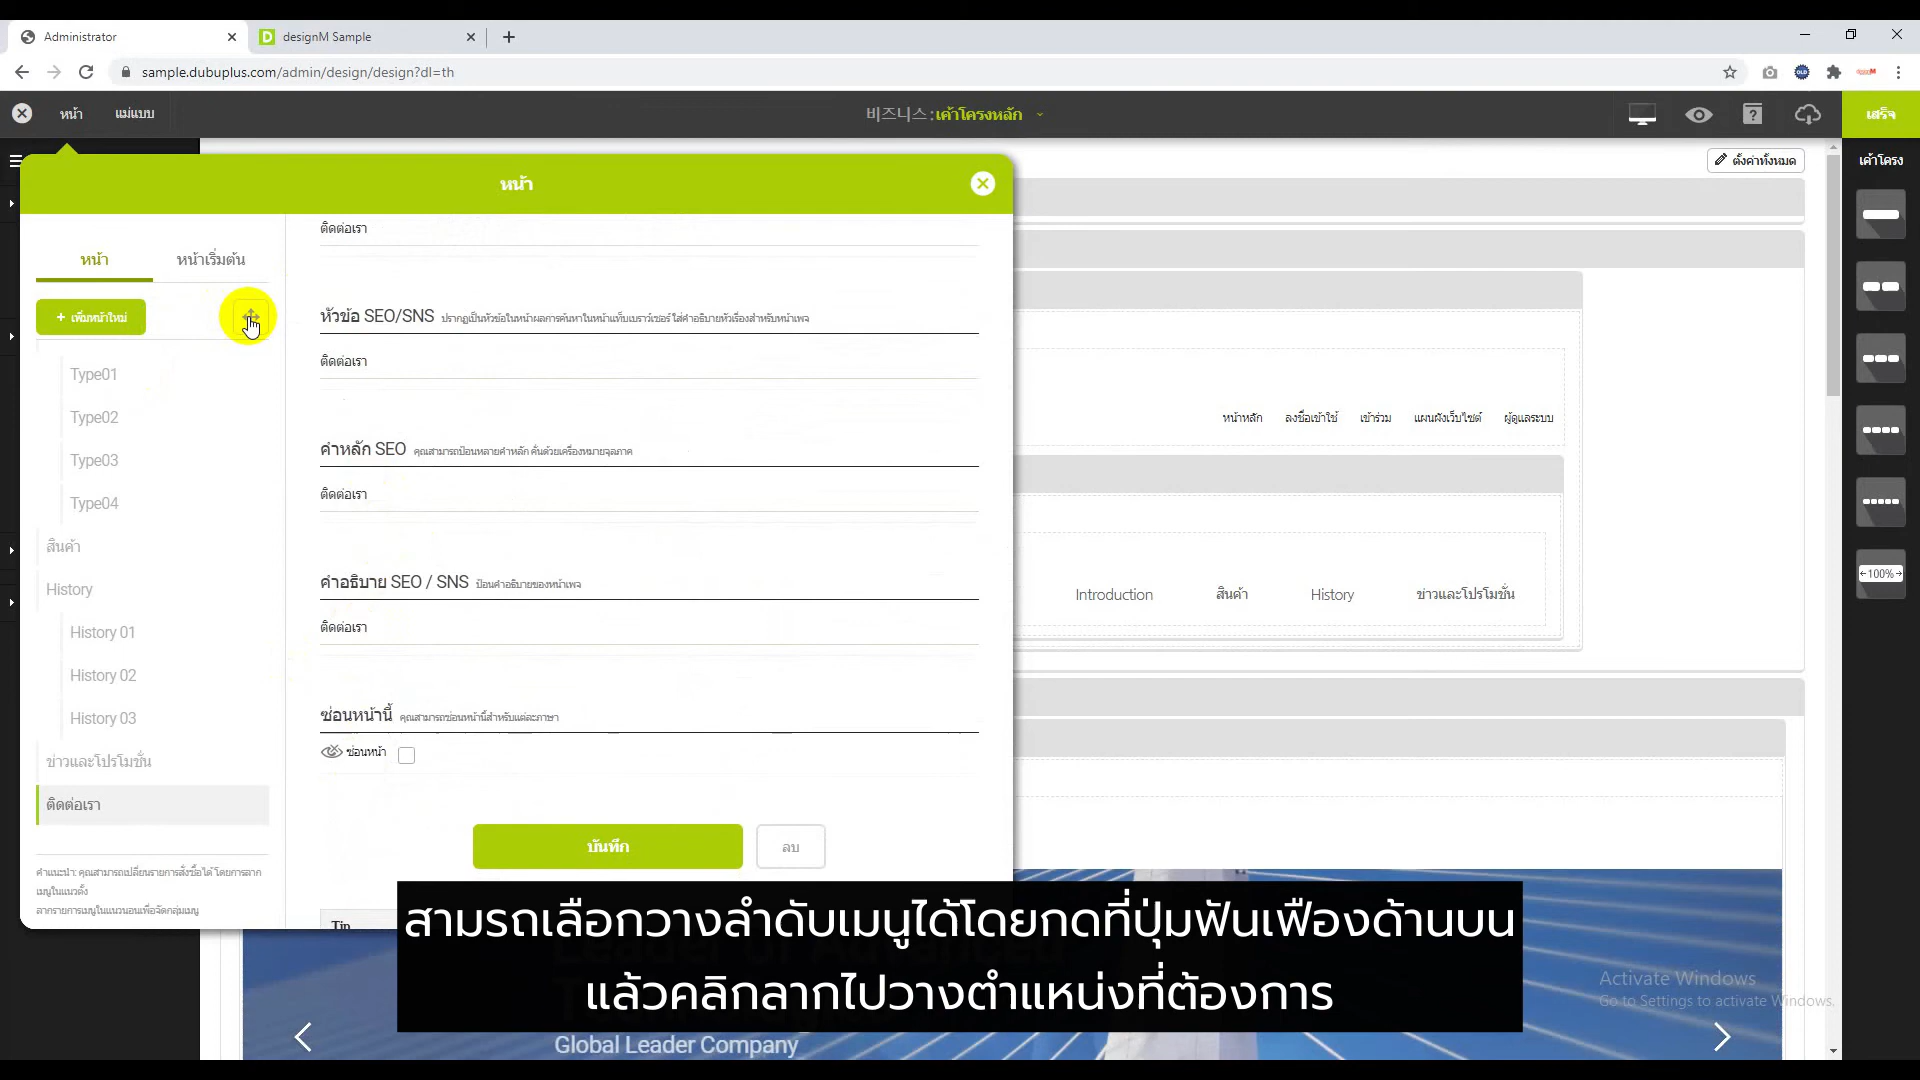 Administrator
designM Sample
sample.dubuplus.com/admin/design/design?dl=th
หน้า
แม่แบบ
비즈니스 : เค้าโครงหลัก
เสร็จ
ตั้งค่าทั้งหมด
เค้าโครง
หน้า
หน้า
หน้าเริ่มต้น
+ เพิ่มหน้าใหม่
Type01
Type02
Type03
Type04
สินค้า
History
History 01
History 02
History 03
ข่าวและโปรโมชั่น
ติดต่อเรา
คำแนะนำ: คุณสามารถเปลี่ยนรายการสั่งซื้อได้ โดยการลาก
เมนูในแนวตั้ง
ลากรายการเมนูในแนวนอนเพื่อจัดกลุ่มเมนู
ติดต่อเรา
หัวข้อ SEO/SNS ปรากฏเป็นหัวข้อในหน้าผลการค้นหาในหน้าแท็บเบราว์เซอร์ ใส่คำอธิบายหัวเรื่องสำหรับหน้าเพจ
ติดต่อเรา
คำหลัก SEO คุณสามารถป้อนหลายคำหลัก คั่นด้วยเครื่องหมายจุลภาค
ติดต่อเรา
คำอธิบาย SEO / SNS ป้อนคำอธิบายของหน้าเพจ
ติดต่อเรา
ซ่อนหน้านี้ คุณสามารถซ่อนหน้านี้สำหรับแต่ละภาษา
ซ่อนหน้า
บันทึก
ลบ
Tip
หน้าหลัก
ลงชื่อเข้าใช้
เข้าร่วม
แผนผังเว็บไซต์
ผู้ดูแลระบบ
Introduction
สินค้า
History
ข่าวและโปรโมชั่น
100%
สามรถเลือกวางลำดับเมนูได้โดยกดที่ปุ่มฟันเฟืองด้านบน
แล้วคลิกลากไปวางตำแหน่งที่ต้องการ
Global Leader Company
Activate Windows
Go to Settings to activate Windows.